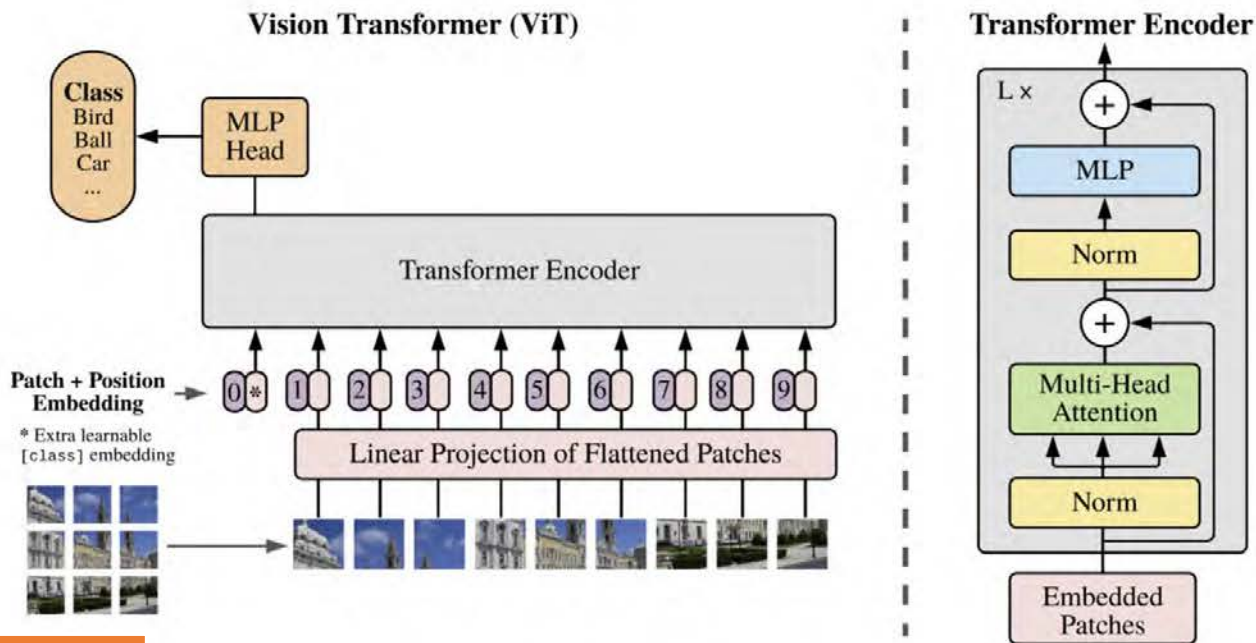 Vision Transformer (ViT)
Class
Bird
Ball
Car
...
MLP
Head
Transformer Encoder
0 * 1 2 3 4 5 6 7 8 9
Patch + Position
Embedding
* Extra learnable
[class] embedding
Linear Projection of Flattened Patches
Transformer Encoder
L ×
+
MLP
Norm
+
Multi-Head
Attention
Norm
Embedded
Patches